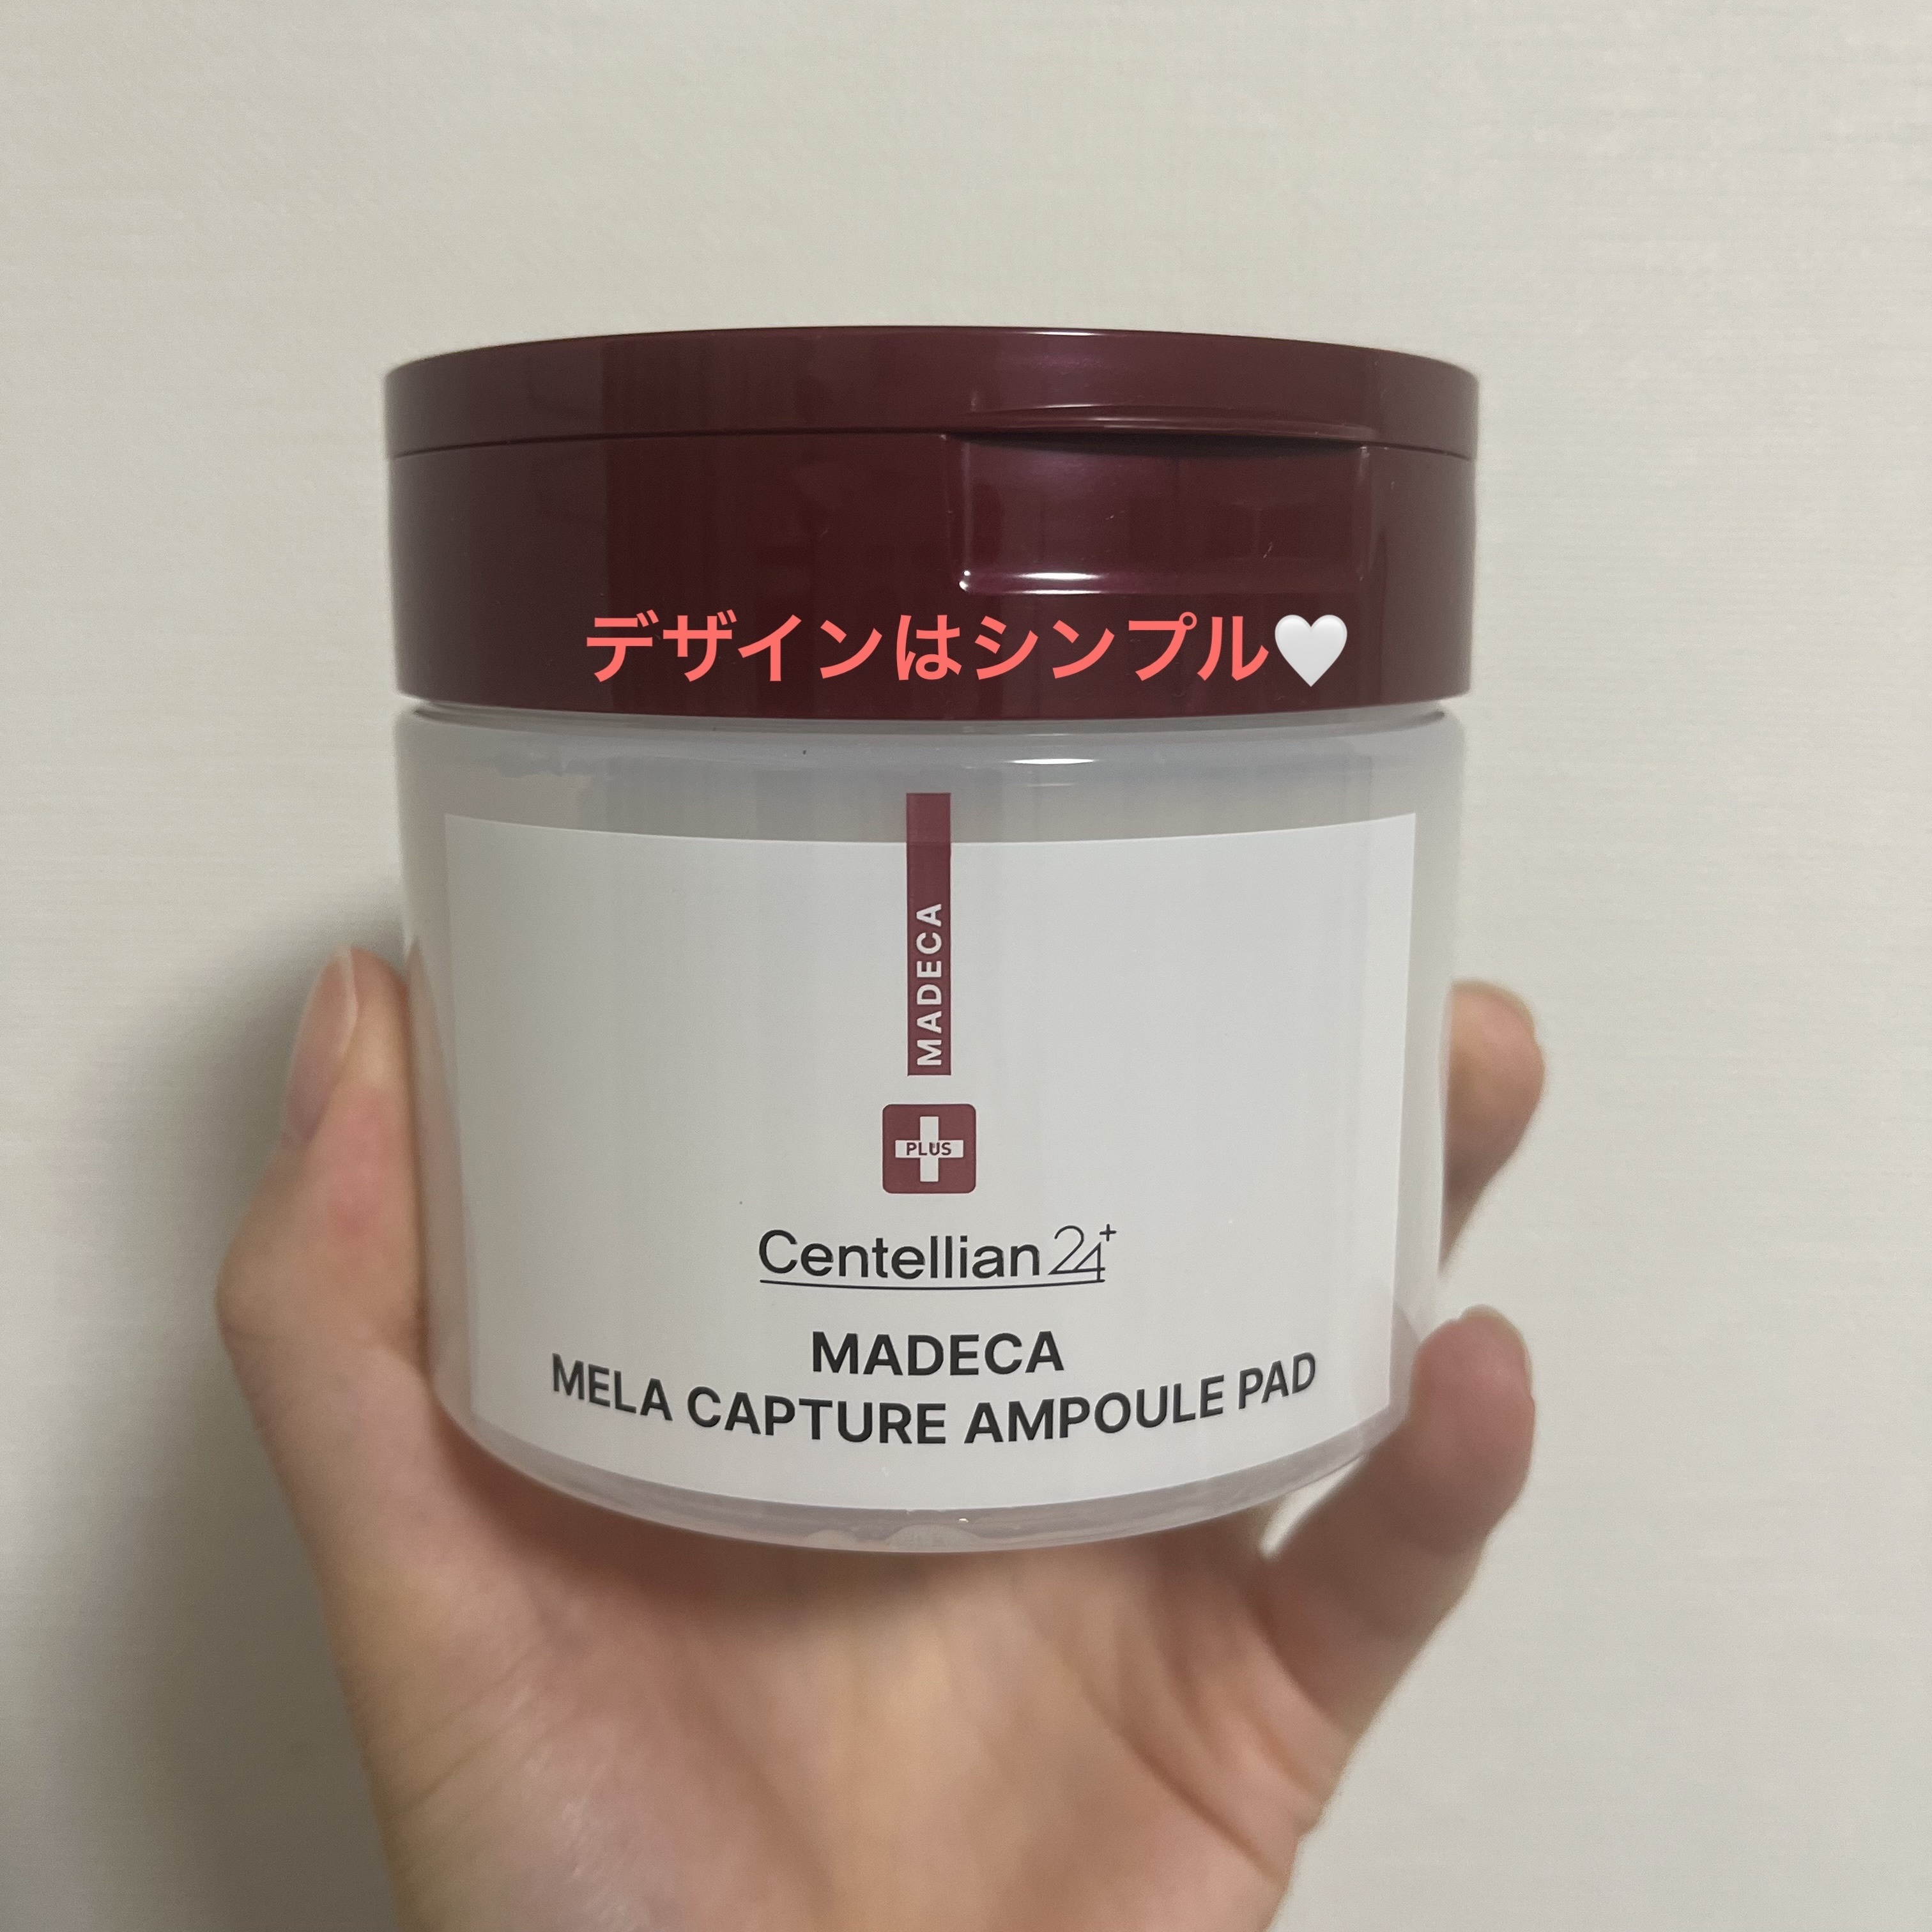 デザインはシンプル🤍
MADECA
PLUS
Centellian24+
MADECA
MELA CAPTURE AMPOULE PAD